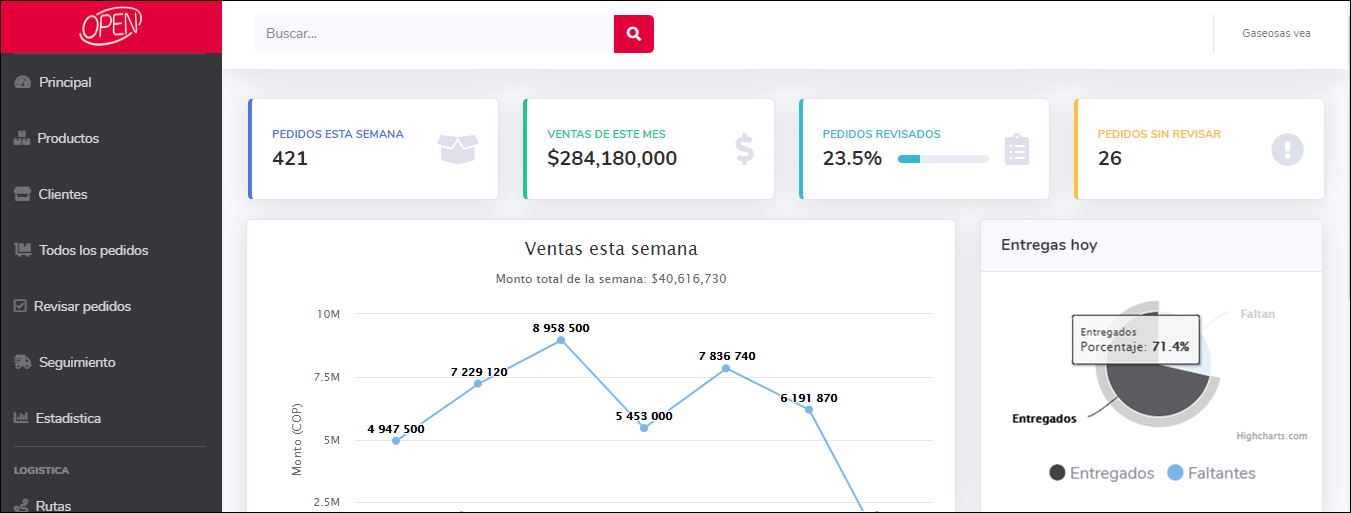 OPEN
Buscar...
Gaseosas vea
Principal
Productos
Clientes
Todos los pedidos
Revisar pedidos
Seguimiento
Estadistica
LOGISTICA
Rutas
PEDIDOS ESTA SEMANA
421
VENTAS DE ESTE MES
$284,180,000
PEDIDOS REVISADOS
23.5%
PEDIDOS SIN REVISAR
26
Ventas esta semana
Monto total de la semana: $40,616,730
Monto (COP)
10M
7.5M
5M
2.5M
4 947 500
7 229 120
8 958 500
5 453 000
7 836 740
6 191 870
Entregas hoy
Faltan
Entregados
Porcentaje: 71.4%
Entregados
Highcharts.com
Entregados
Faltantes